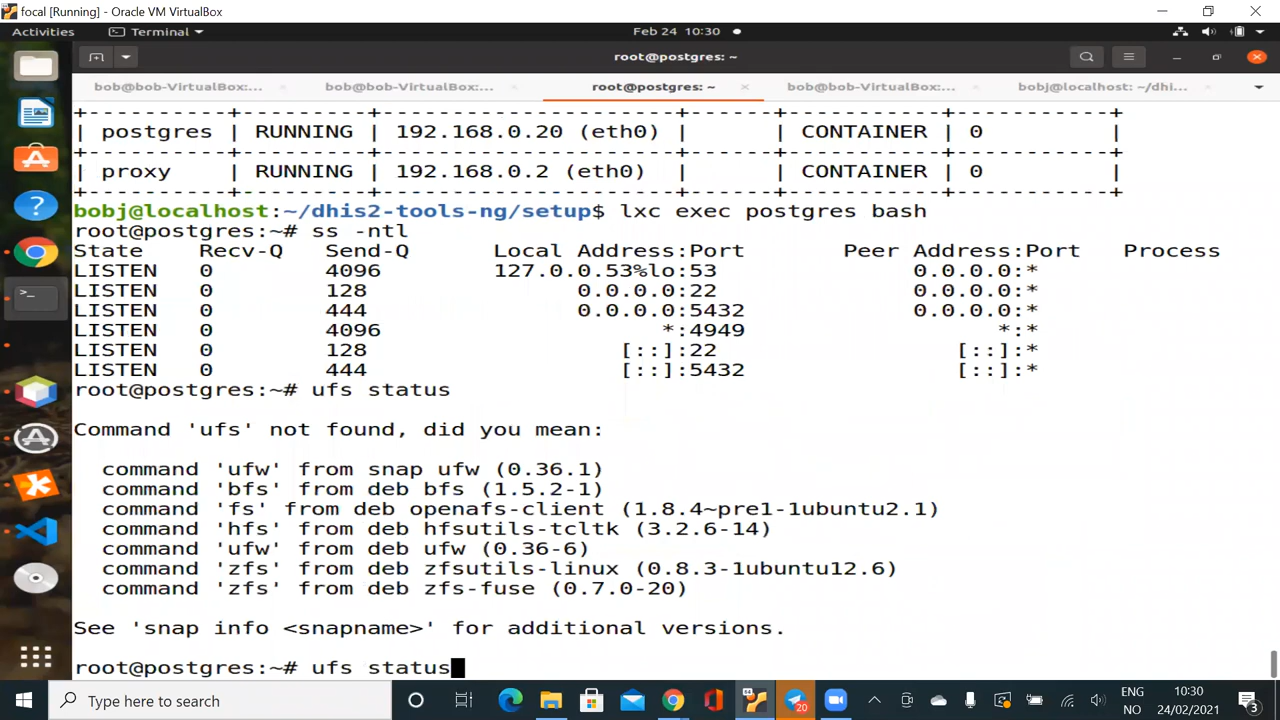 focal [Running] - Oracle VM VirtualBox
Activities Terminal Feb 24 10:30
root@postgres: ~
bob@bob-VirtualBox:... bob@bob-VirtualBox:... root@postgres: ~ bob@bob-VirtualBox:... bobj@localhost: ~/dhi...
+-----------+---------+---------------------+------+-----------+-----------+
| postgres | RUNNING | 192.168.0.20 (eth0) | | CONTAINER | 0 |
+-----------+---------+---------------------+------+-----------+-----------+
| proxy | RUNNING | 192.168.0.2 (eth0) | | CONTAINER | 0 |
+-----------+---------+---------------------+------+-----------+-----------+
bobj@localhost:~/dhis2-tools-ng/setup$ lxc exec postgres bash
root@postgres:~# ss -ntl
State Recv-Q Send-Q Local Address:Port Peer Address:Port Process
LISTEN 0 4096 127.0.0.53%lo:53 0.0.0.0:*
LISTEN 0 128 0.0.0.0:22 0.0.0.0:*
LISTEN 0 444 0.0.0.0:5432 0.0.0.0:*
LISTEN 0 4096 *:4949 *:*
LISTEN 0 128 [::]:22 [::]:*
LISTEN 0 444 [::]:5432 [::]:*
root@postgres:~# ufs status
Command 'ufs' not found, did you mean:
command 'ufw' from snap ufw (0.36.1)
command 'bfs' from deb bfs (1.5.2-1)
command 'fs' from deb openafs-client (1.8.4~pre1-1ubuntu2.1)
command 'hfs' from deb hfsutils-tcltk (3.2.6-14)
command 'ufw' from deb ufw (0.36-6)
command 'zfs' from deb zfsutils-linux (0.8.3-1ubuntu12.6)
command 'zfs' from deb zfs-fuse (0.7.0-20)
See 'snap info <snapname>' for additional versions.
root@postgres:~# ufs status
Type here to search 20 ENG 10:30
NO 24/02/2021 3